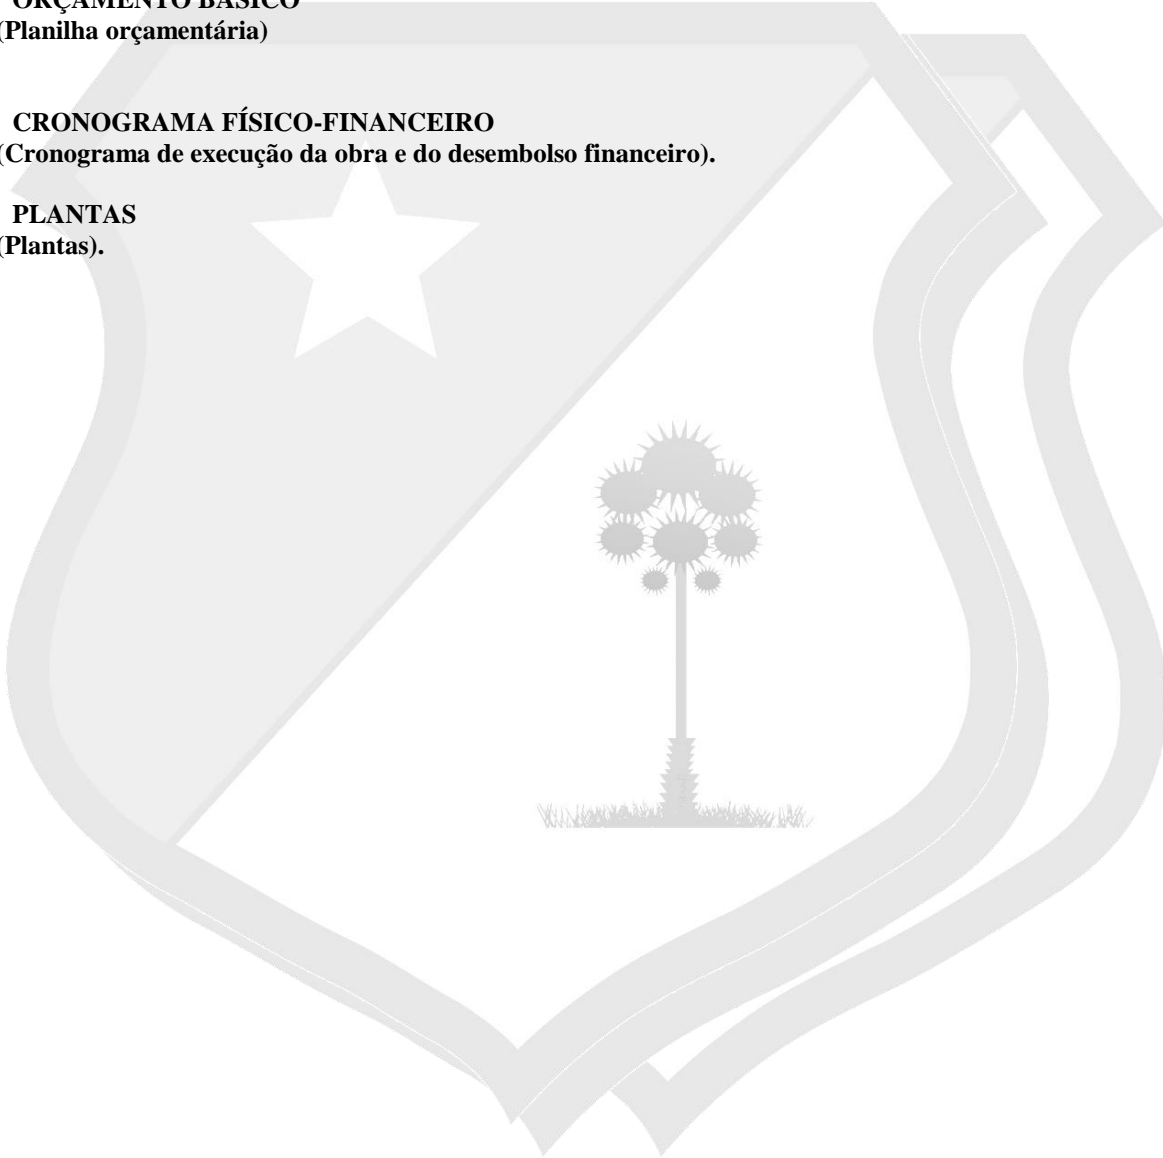 ORÇAMENTO BÁSICO
(Planilha orçamentária)
CRONOGRAMA FÍSICO-FINANCEIRO
(Cronograma de execução da obra e do desembolso financeiro).
PLANTAS
(Plantas).